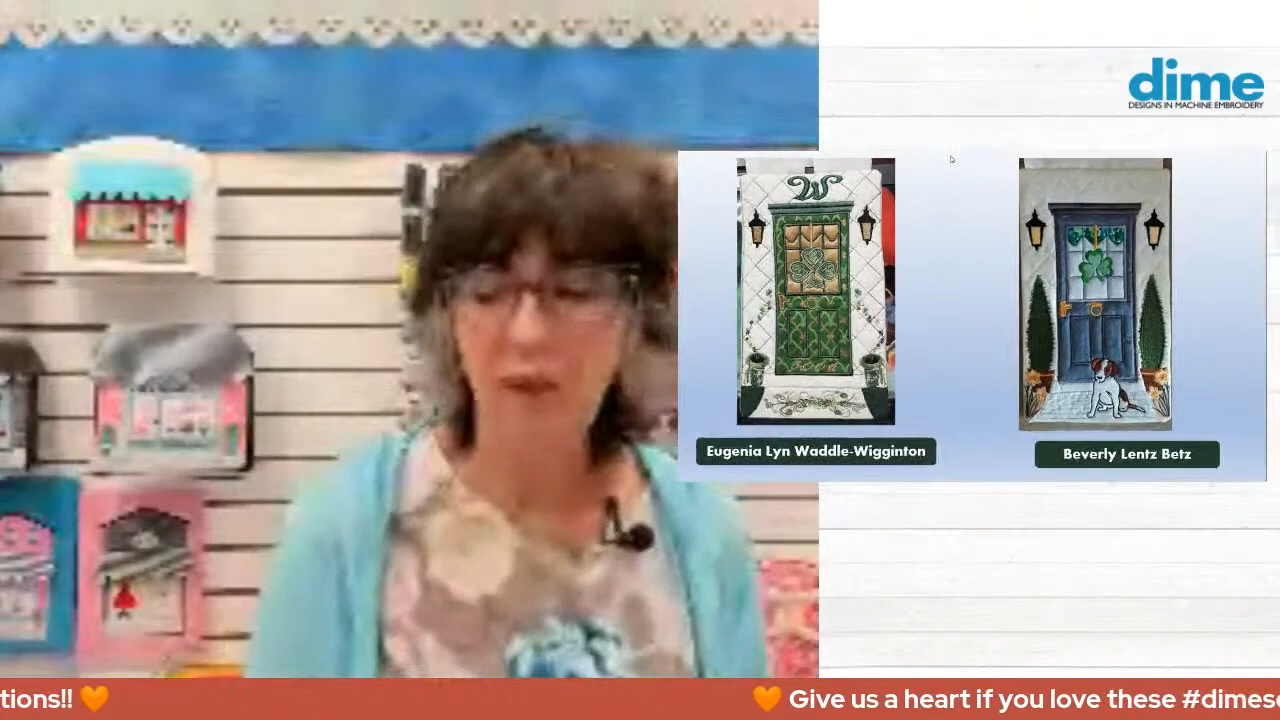 dime
DESIGNS IN MACHINE EMBROIDERY
W
Eugenia Lyn Waddle-Wigginton
Beverly Lentz Betz
tions!! 🧡
🧡 Give us a heart if you love these #dimes